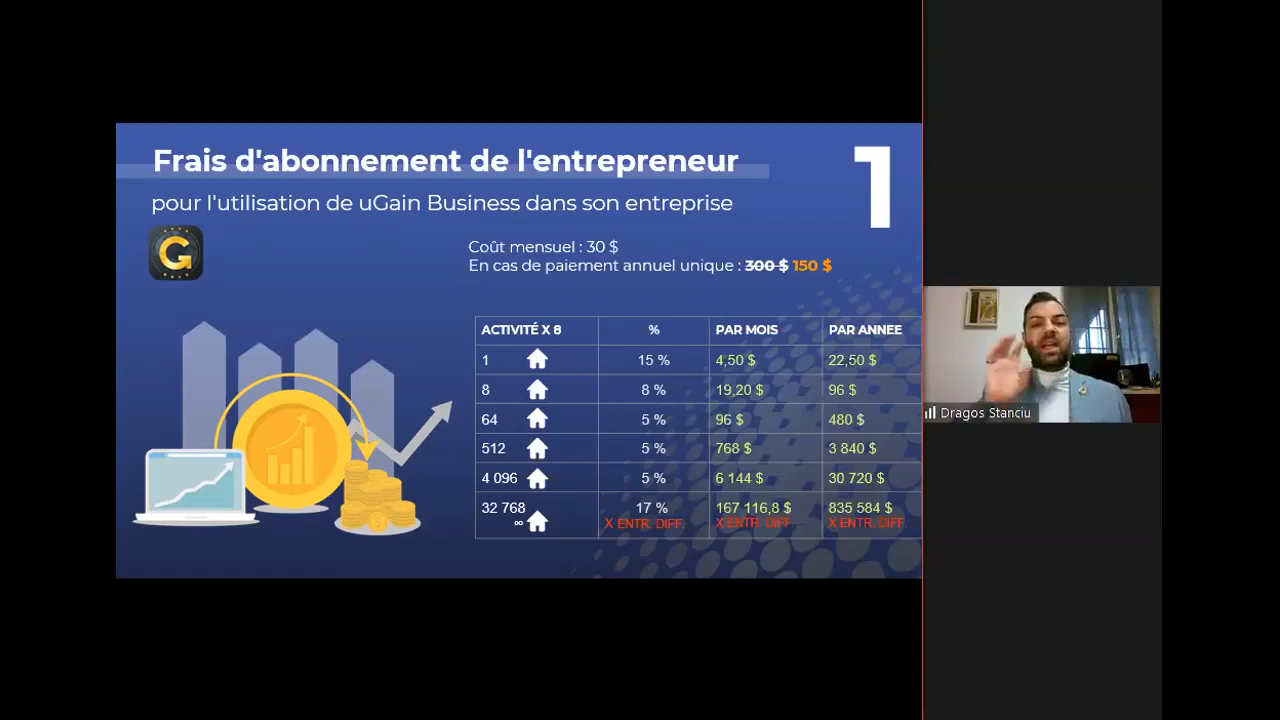 Frais d'abonnement de l'entrepreneur
1
pour l'utilisation de uGain Business dans son entreprise
G
Coût mensuel : 30 $
En cas de paiement annuel unique : 300 $ 150 $
ACTIVITÉ X 8 % PAR MOIS PAR ANNEE
1 15 % 4,50 $ 22,50 $
8 8 % 19,20 $ 96 $
64 5 % 96 $ 480 $
512 5 % 768 $ 3 840 $
4 096 5 % 6 144 $ 30 720 $
32 768 17 % 167 116,8 $ 835 584 $
∞ X ENTR. DIFF. X ENTR. DIFF. X ENTR. DIFF.
Dragos Stanciu